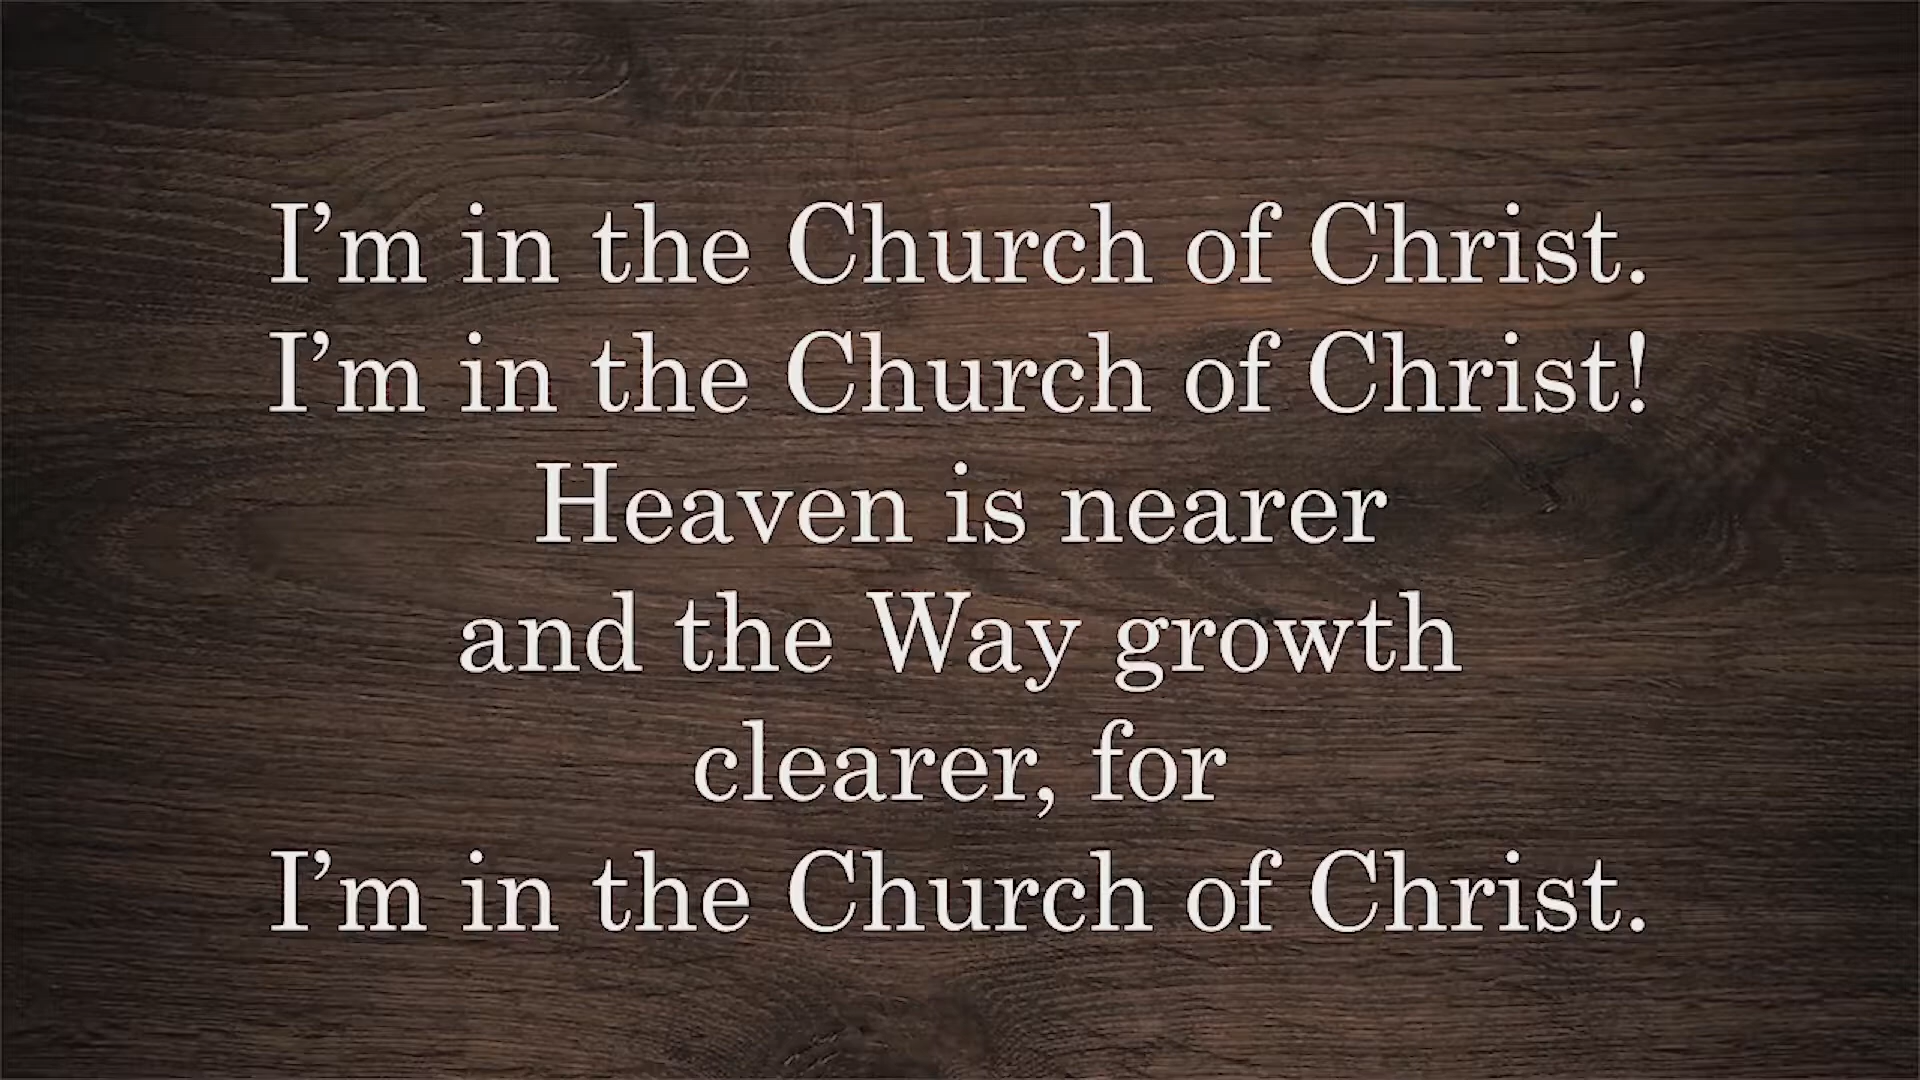 I’m in the Church of Christ.
I’m in the Church of Christ!
Heaven is nearer
and the Way growth
clearer, for
I’m in the Church of Christ.